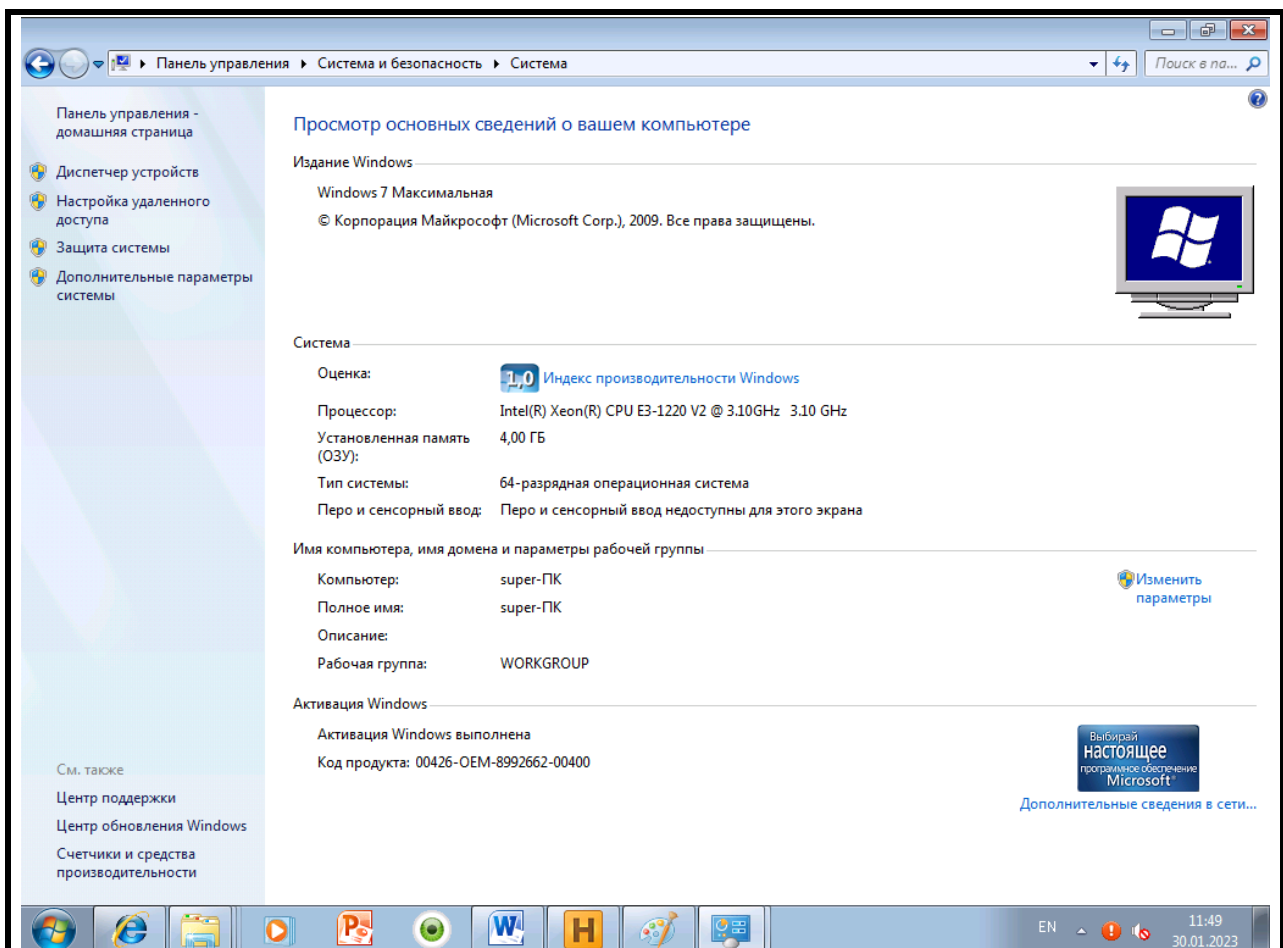 Панель управления ▸ Система и безопасность ▸ Система
Поиск в па...
Панель управления -
домашняя страница
Диспетчер устройств
Настройка удаленного
доступа
Защита системы
Дополнительные параметры
системы
См. также
Центр поддержки
Центр обновления Windows
Счетчики и средства
производительности
Просмотр основных сведений о вашем компьютере
Издание Windows
Windows 7 Максимальная
© Корпорация Майкрософт (Microsoft Corp.), 2009. Все права защищены.
Система
Оценка: 1,0 Индекс производительности Windows
Процессор: Intel(R) Xeon(R) CPU E3-1220 V2 @ 3.10GHz 3.10 GHz
Установленная память 4,00 ГБ
(ОЗУ):
Тип системы: 64-разрядная операционная система
Перо и сенсорный ввод: Перо и сенсорный ввод недоступны для этого экрана
Имя компьютера, имя домена и параметры рабочей группы
Компьютер: super-ПК
Изменить
параметры
Полное имя: super-ПК
Описание:
Рабочая группа: WORKGROUP
Активация Windows
Активация Windows выполнена
Код продукта: 00426-OEM-8992662-00400
Выбирай
настоящее
программное обеспечение
Microsoft®
Дополнительные сведения в сети...
EN
11:49
30.01.2023